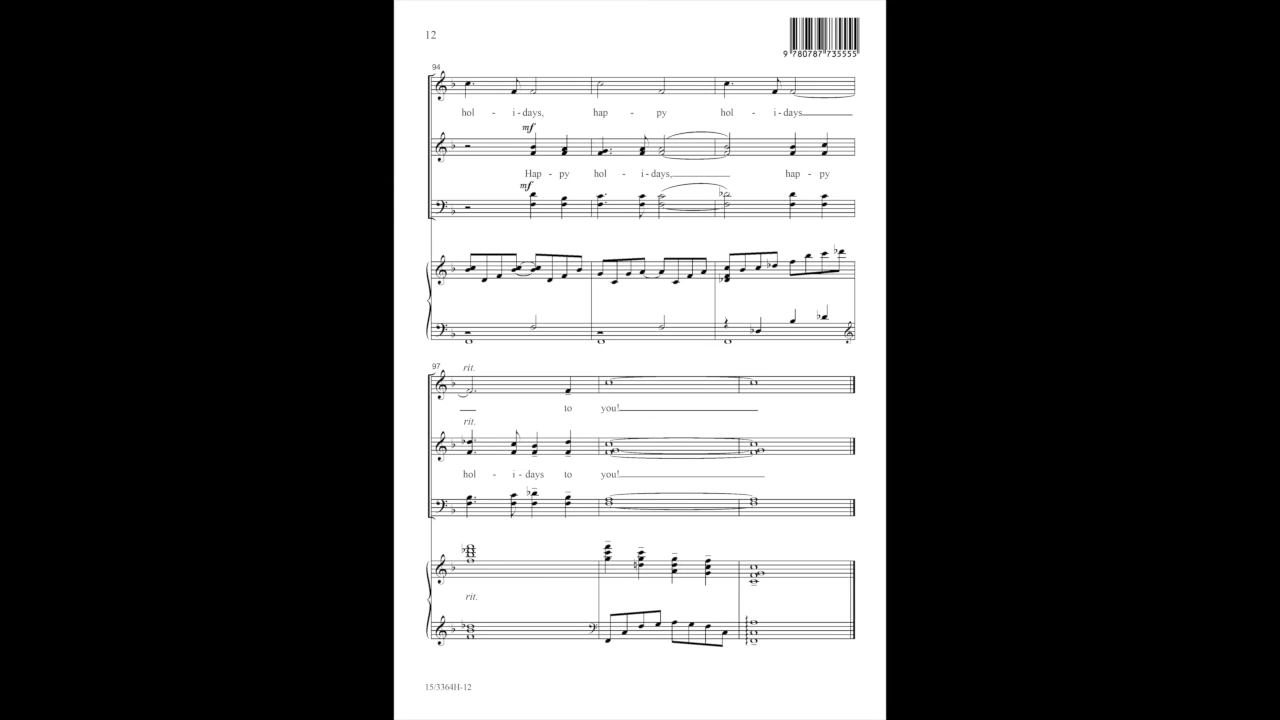 12
9 780787 735555
94
hol - i - days, hap - py hol - i - days
mf
Hap - py hol - i - days, hap - py
mf
97
rit.
to you!
rit.
hol - i - days to you!
rit.
15/3364H-12